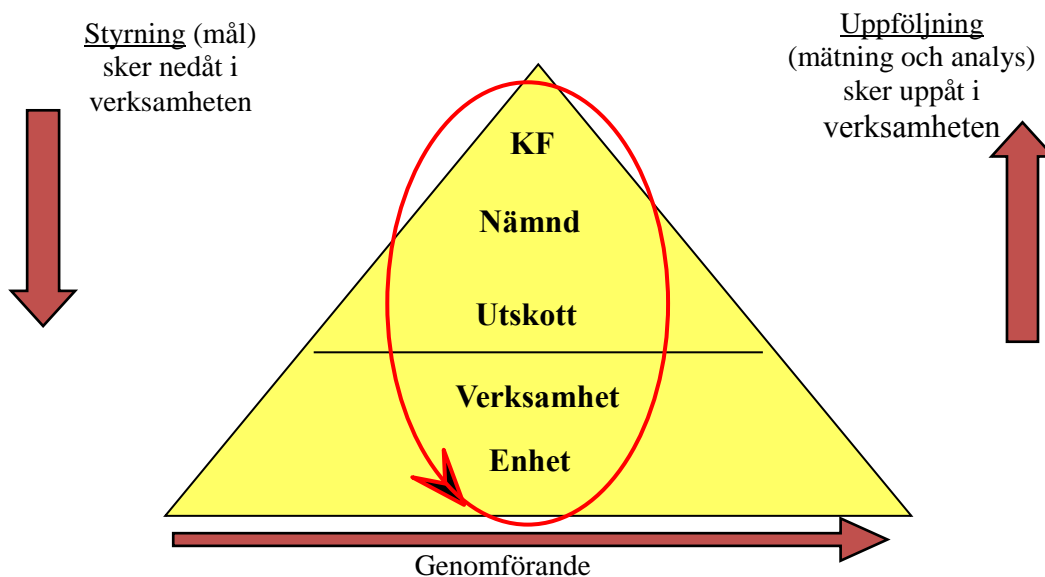 Styrning (mål)
sker nedåt i
verksamheten
Uppföljning
(mätning och analys)
sker uppåt i
verksamheten
KF
Nämnd
Utskott
Verksamhet
Enhet
Genomförande